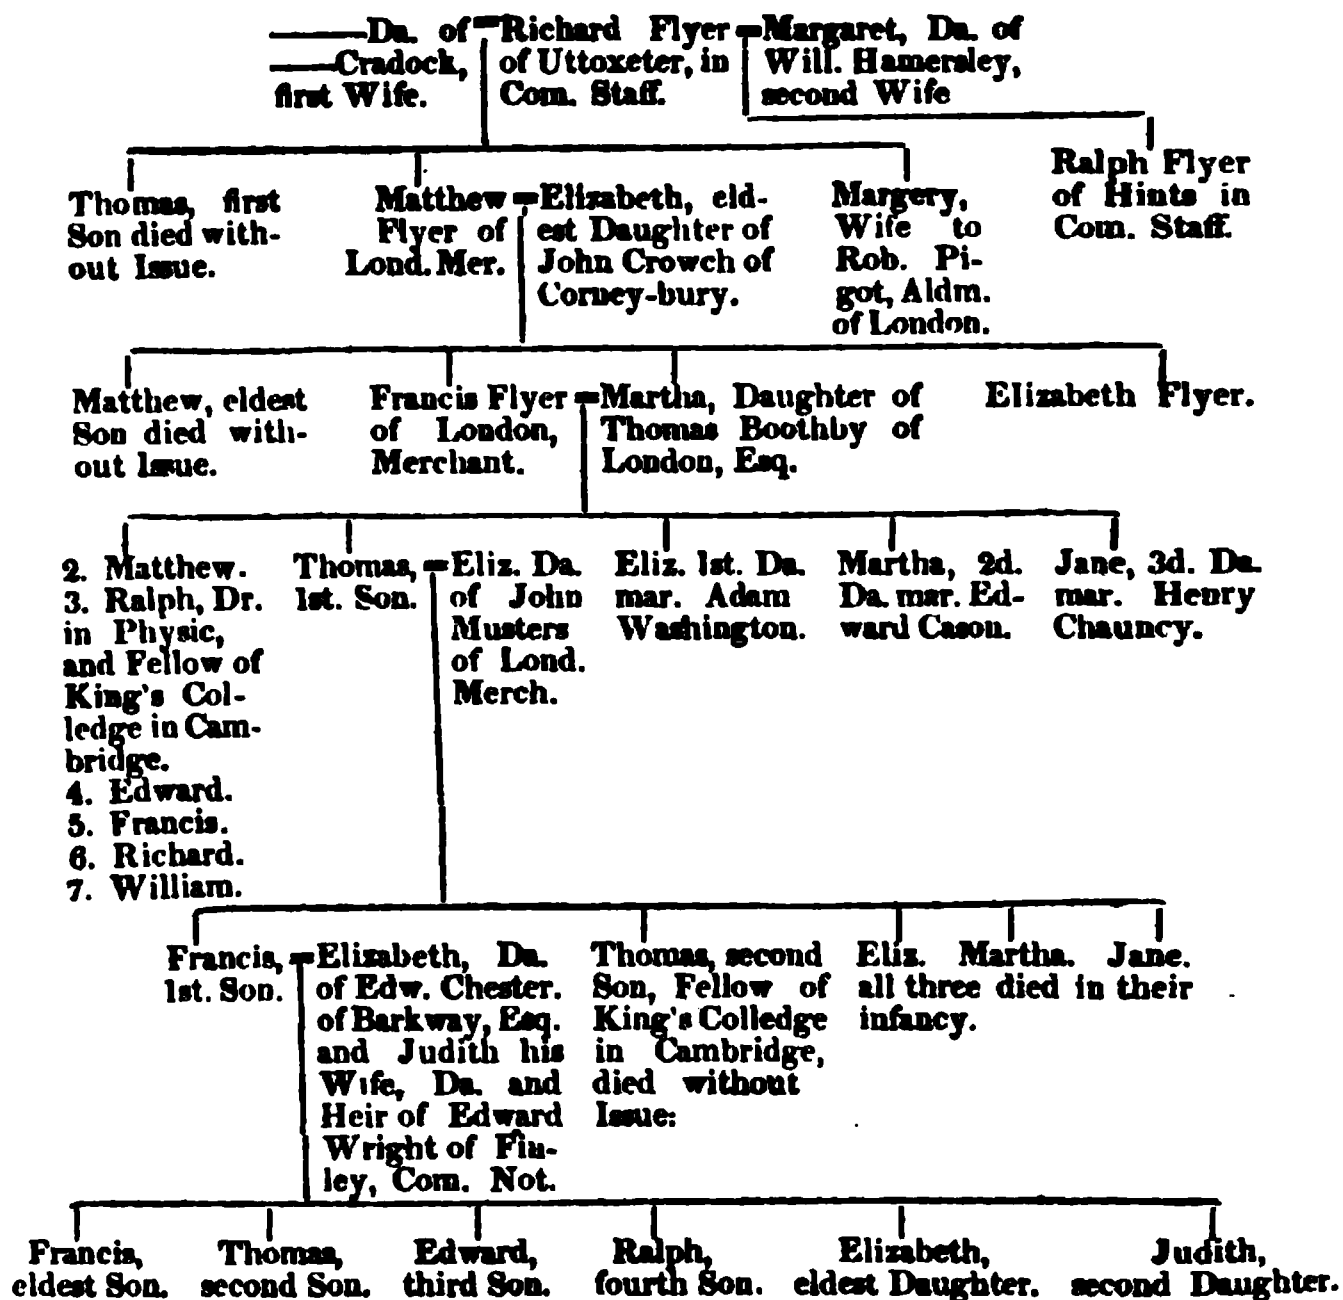 ——Da. of = Richard Flyer = Margaret, Da. of
——Cradock, of Uttoxeter, in Will. Hamersley,
first Wife. Com. Staff. second Wife
Ralph Flyer
of Hints in
Com. Staff.
Thomas, first
Son died with-
out Issue.
Matthew = Elizabeth, eld-
Flyer of est Daughter of
Lond. Mer. John Crowch of
Corney-bury.
Margery,
Wife to
Rob. Pi-
got, Aldm.
of London.
Matthew, eldest
Son died with-
out Issue.
Francis Flyer = Martha, Daughter of
of London, Thomas Boothby of
Merchant. London, Esq.
Elizabeth Flyer.
2. Matthew.
3. Ralph, Dr.
in Physic,
and Fellow of
King's Col-
ledge in Cam-
bridge.
4. Edward.
5. Francis.
6. Richard.
7. William.
Thomas, = Eliz. Da.
1st. Son. of John
Musters
of Lond.
Merch.
Eliz. 1st. Da.
mar. Adam
Washington.
Martha, 2d.
Da. mar. Ed-
ward Cason.
Jane, 3d. Da.
mar. Henry
Chauncy.
Francis, = Elizabeth, Da.
1st. Son. of Edw. Chester.
of Barkway, Esq.
and Judith his
Wife, Da. and
Heir of Edward
Wright of Fin-
ley, Com. Not.
Thomas, second
Son, Fellow of
King's Colledge
in Cambridge,
died without
Issue:
Eliz. Martha. Jane.
all three died in their
infancy.
Francis,
eldest Son.
Thomas,
second Son.
Edward,
third Son.
Ralph,
fourth Son.
Elizabeth,
eldest Daughter.
Judith,
second Daughter.